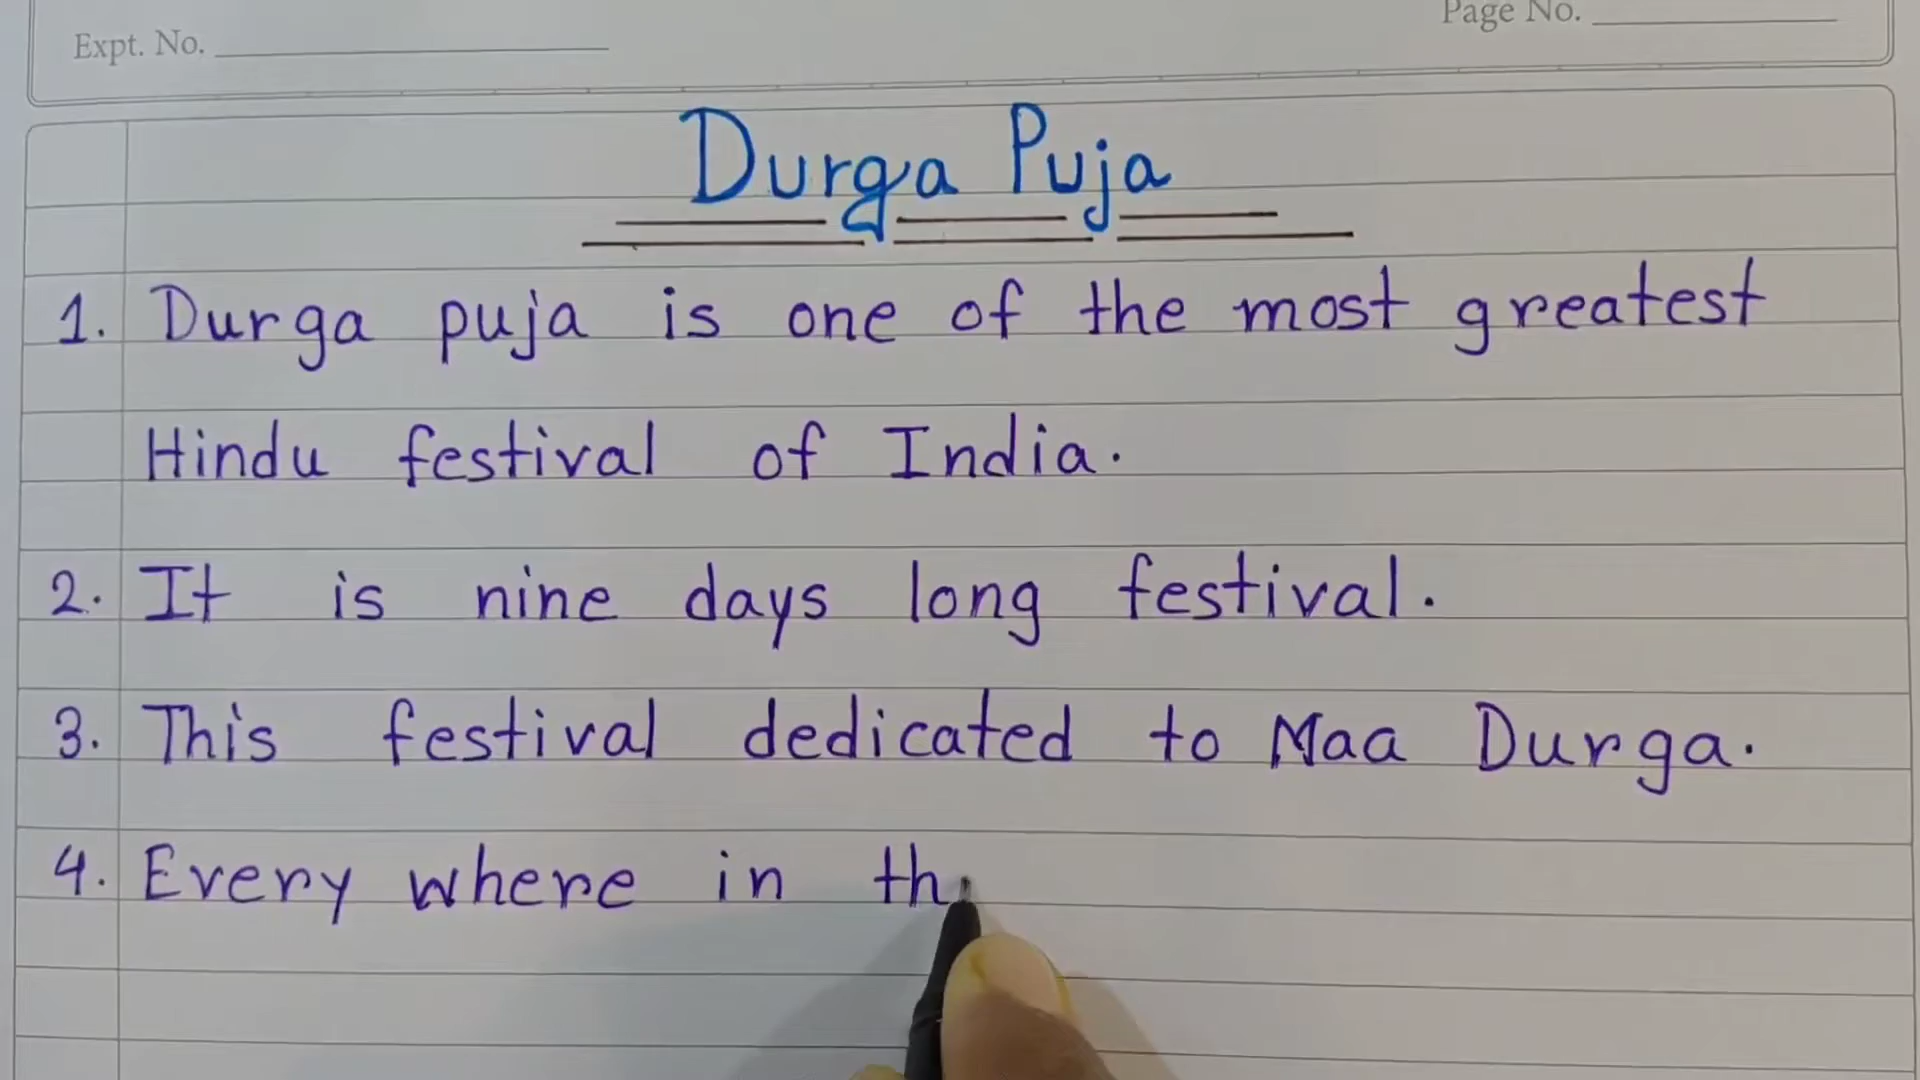 Expt. No.
Page No.
Durga Puja
1. Durga puja is one of the most greatest
Hindu festival of India.
2. It is nine days long festival.
3. This festival dedicated to Maa Durga.
4. Every where in th